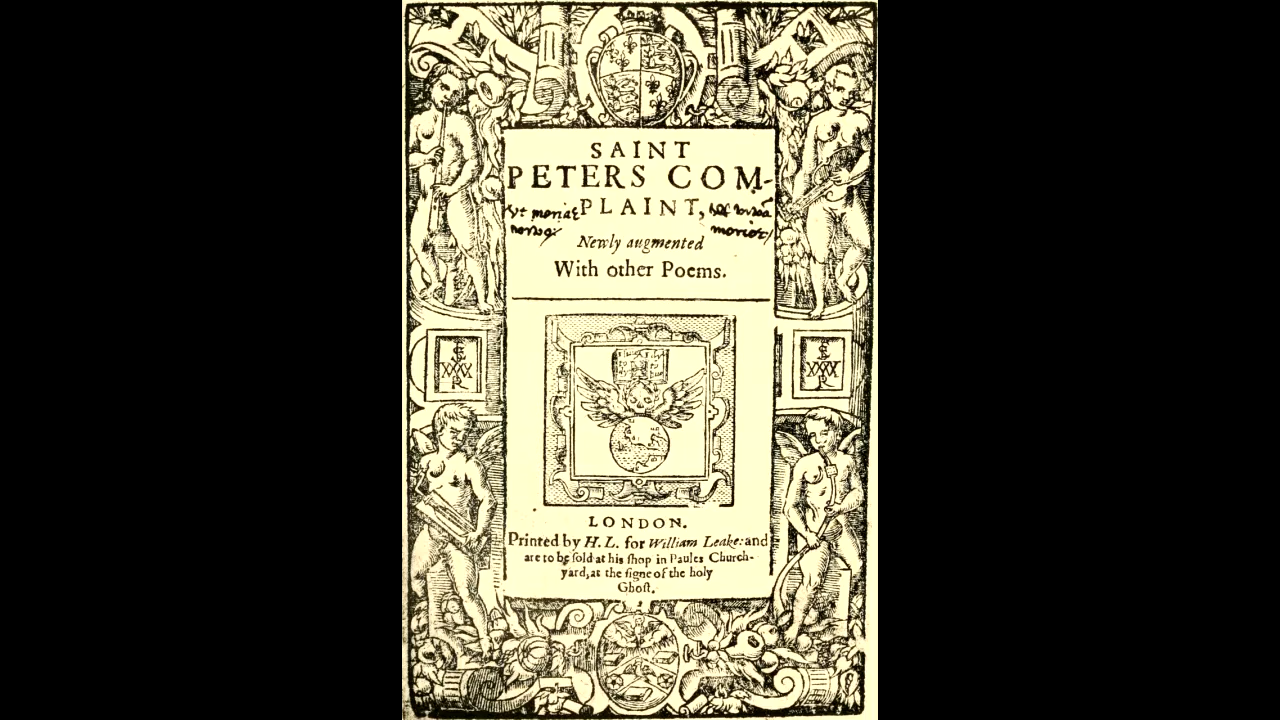 SAINT
PETERS COM-
PLAINT,
Newly augmented
With other Poems.
LONDON.
Printed by H. L. for William Leake: and
are to be ſold at his ſhop in Paules Church-
yard, at the ſigne of the holy
Ghoſt.